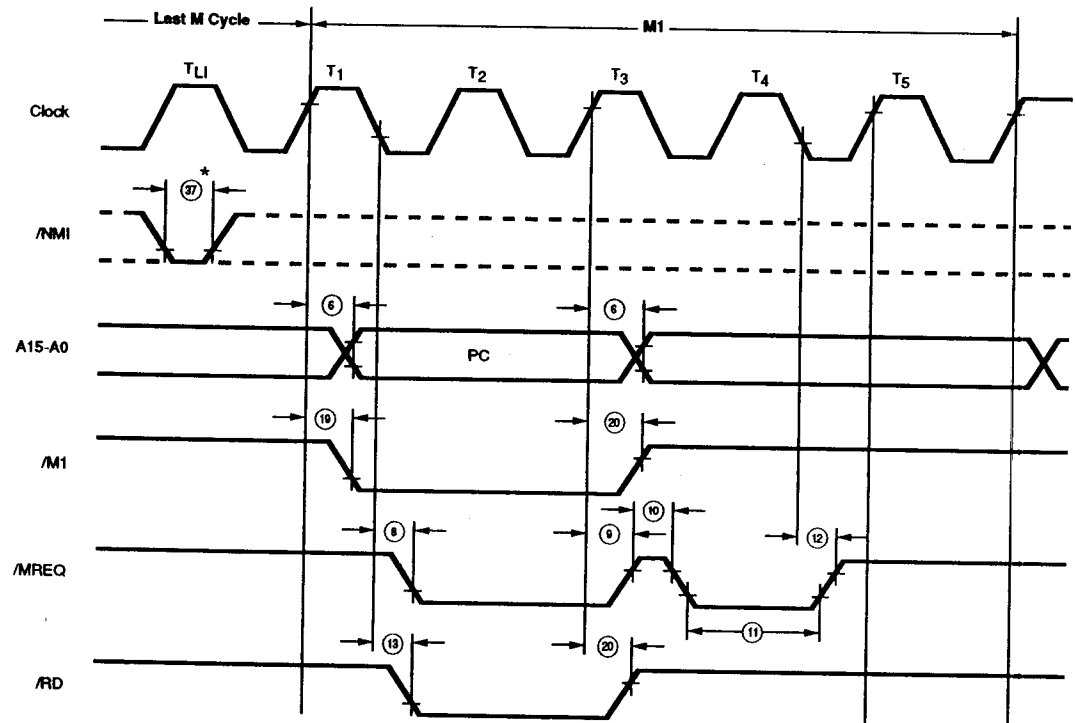 Last M Cycle
M1
TLI T1 T2 T3 T4 T5
Clock
37 *
/NMI
6 6
A15-A0 PC
19 20
/M1
8 9 10 12
/MREQ
11
13 20
/RD